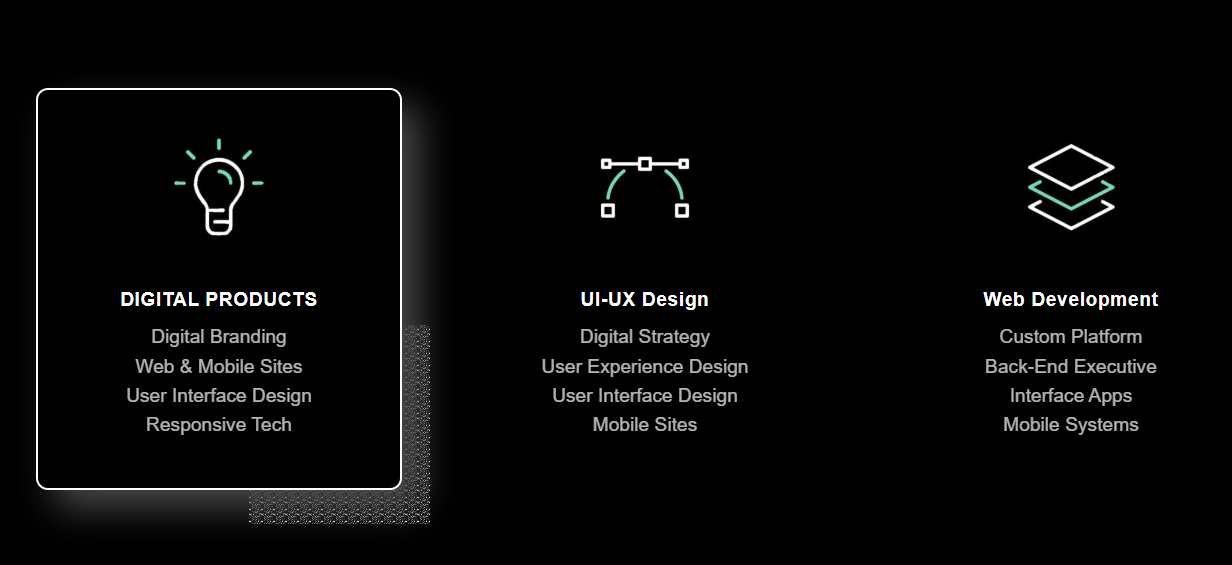 DIGITAL PRODUCTS
Digital Branding
Web & Mobile Sites
User Interface Design
Responsive Tech
UI-UX Design
Digital Strategy
User Experience Design
User Interface Design
Mobile Sites
Web Development
Custom Platform
Back-End Executive
Interface Apps
Mobile Systems